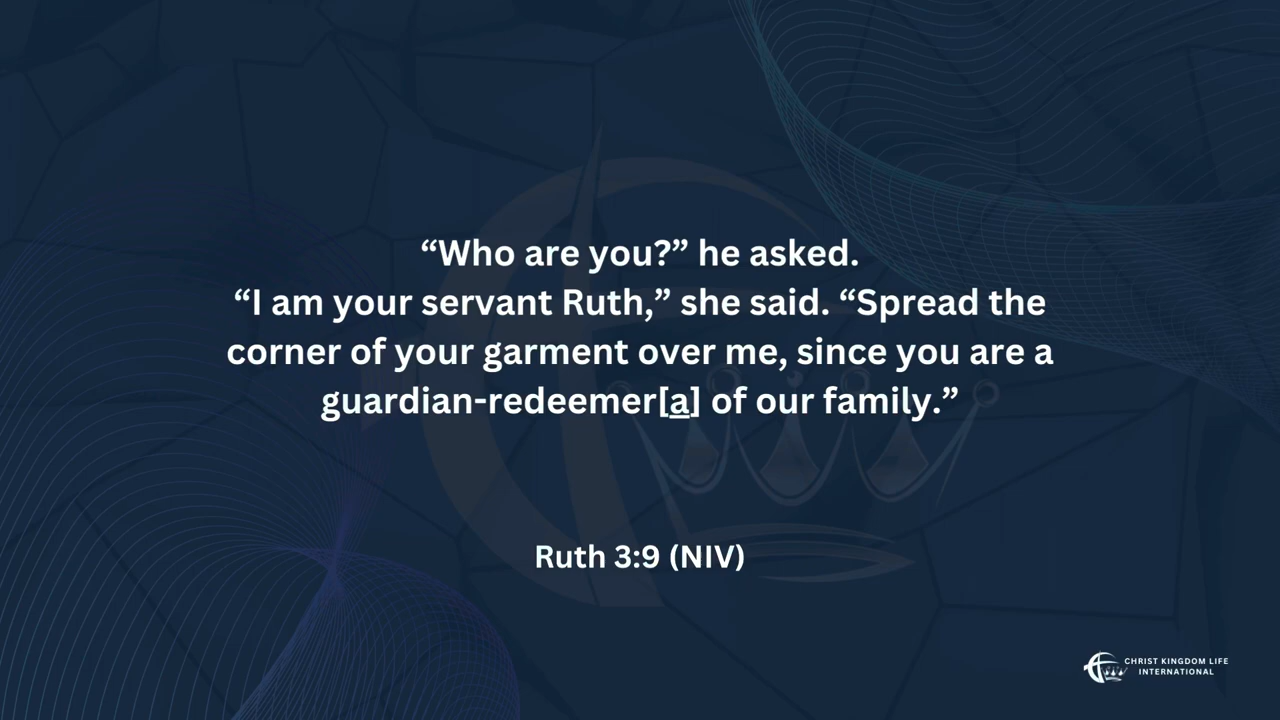 “Who are you?” he asked.
“I am your servant Ruth,” she said. “Spread the
corner of your garment over me, since you are a
guardian-redeemer[a] of our family.”
Ruth 3:9 (NIV)
CHRIST KINGDOM LIFE
INTERNATIONAL